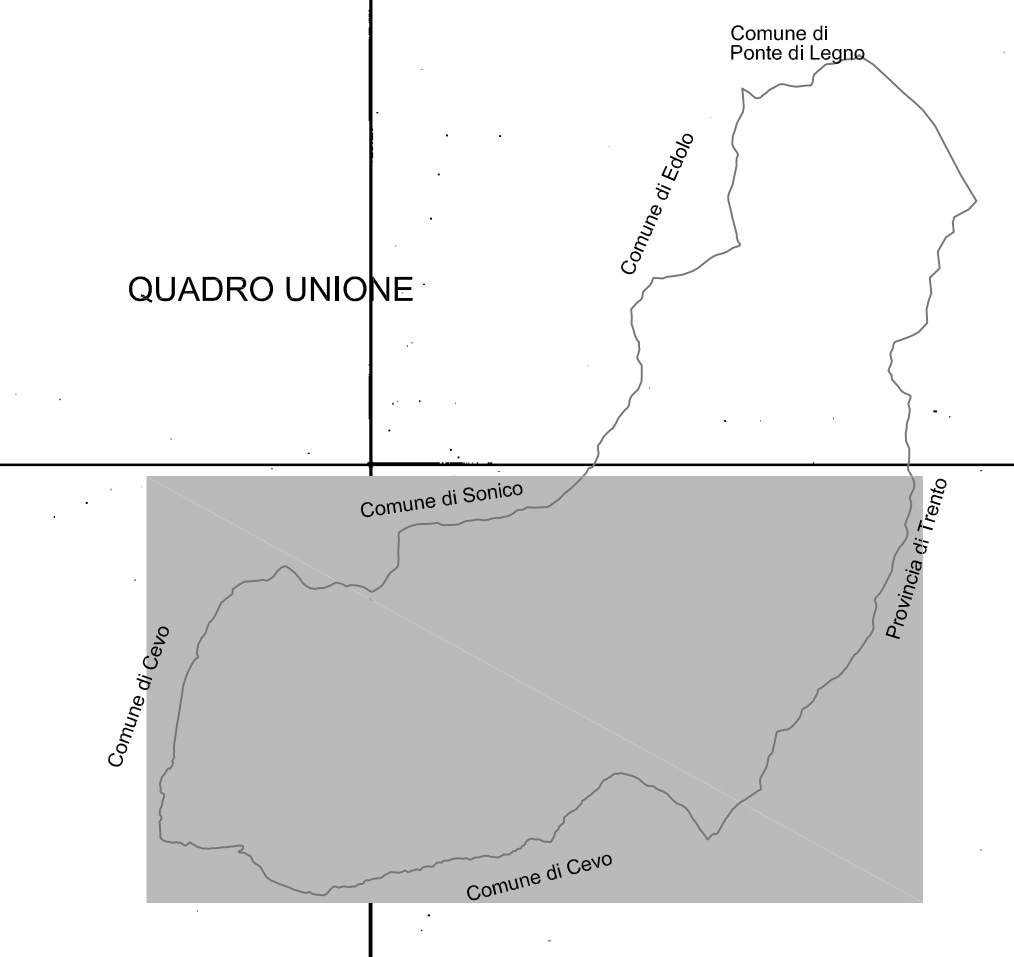 Comune di
Ponte di Legno
Comune di Edolo
QUADRO UNIONE
Comune di Sonico
Provincia di Trento
Comune di Cevo
Comune di Cevo